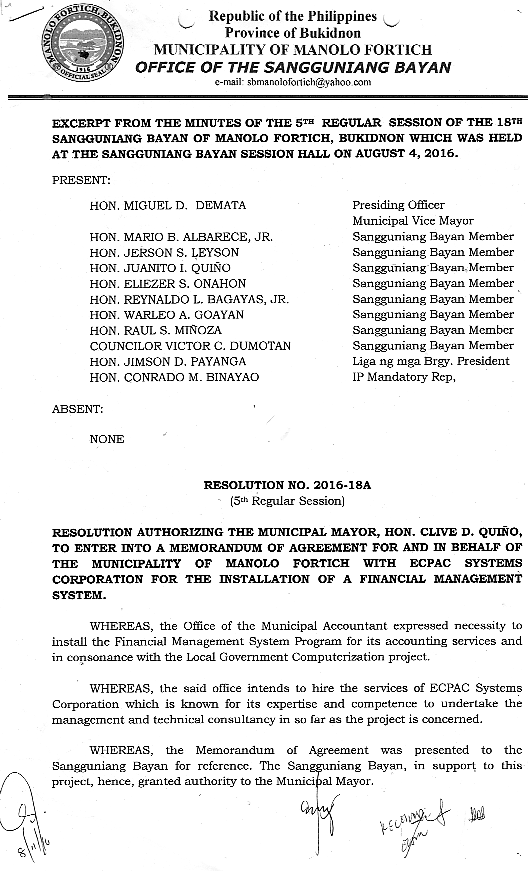 MANOLO FORTICH, BUKIDNON
1915
OFFICIAL SEAL
Republic of the Philippines
Province of Bukidnon
MUNICIPALITY OF MANOLO FORTICH
OFFICE OF THE SANGGUNIANG BAYAN
e-mail: sbmanolofortich@yahoo.com
EXCERPT FROM THE MINUTES OF THE 5TH REGULAR SESSION OF THE 18TH
SANGGUNIANG BAYAN OF MANOLO FORTICH, BUKIDNON WHICH WAS HELD
AT THE SANGGUNIANG BAYAN SESSION HALL ON AUGUST 4, 2016.
PRESENT:
HON. MIGUEL D. DEMATA Presiding Officer
Municipal Vice Mayor
HON. MARIO B. ALBARECE, JR. Sangguniang Bayan Member
HON. JERSON S. LEYSON Sangguniang Bayan Member
HON. JUANITO I. QUIÑO Sangguniang Bayan Member
HON. ELIEZER S. ONAHON Sangguniang Bayan Member
HON. REYNALDO L. BAGAYAS, JR. Sangguniang Bayan Member
HON. WARLEO A. GOAYAN Sangguniang Bayan Member
HON. RAUL S. MIÑOZA Sangguniang Bayan Member
COUNCILOR VICTOR C. DUMOTAN Sangguniang Bayan Member
HON. JIMSON D. PAYANGA Liga ng mga Brgy. President
HON. CONRADO M. BINAYAO IP Mandatory Rep,
ABSENT:
NONE
RESOLUTION NO. 2016-18A
(5th Regular Session)
RESOLUTION AUTHORIZING THE MUNICIPAL MAYOR, HON. CLIVE D. QUIÑO,
TO ENTER INTO A MEMORANDUM OF AGREEMENT FOR AND IN BEHALF OF
THE MUNICIPALITY OF MANOLO FORTICH WITH ECPAC SYSTEMS
CORPORATION FOR THE INSTALLATION OF A FINANCIAL MANAGEMENT
SYSTEM.
WHEREAS, the Office of the Municipal Accountant expressed necessity to
install the Financial Management System Program for its accounting services and
in consonance with the Local Government Computerization project.
WHEREAS, the said office intends to hire the services of ECPAC Systems
Corporation which is known for its expertise and competence to undertake the
management and technical consultancy in so far as the project is concerned.
WHEREAS, the Memorandum of Agreement was presented to the
Sangguniang Bayan for reference. The Sangguniang Bayan, in support to this
project, hence, granted authority to the Municipal Mayor.
8/11/16